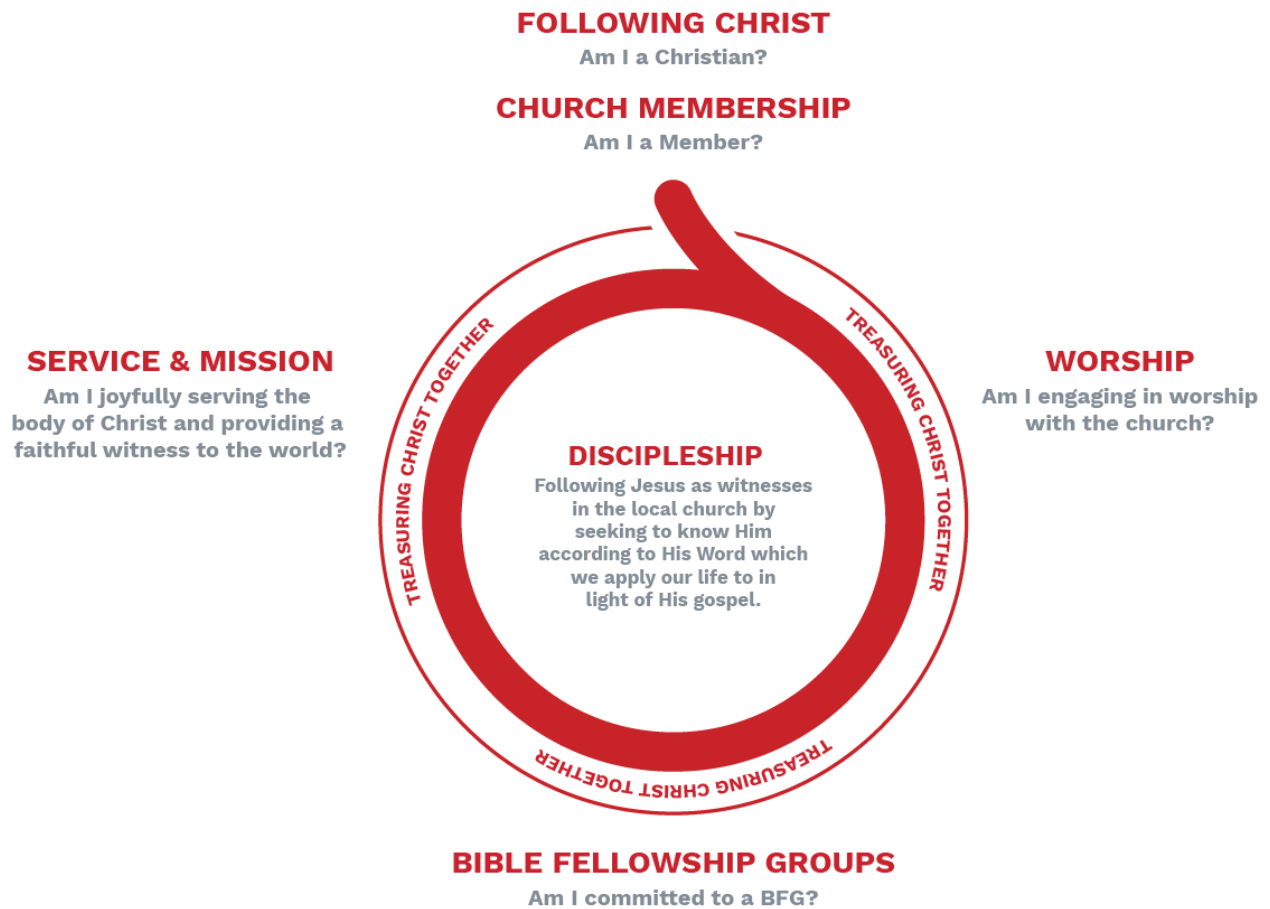 FOLLOWING CHRIST
Am I a Christian?
CHURCH MEMBERSHIP
Am I a Member?
TREASURING CHRIST TOGETHER
WORSHIP
Am I engaging in worship
with the church?
SERVICE & MISSION
Am I joyfully serving the
body of Christ and providing a
faithful witness to the world?
TREASURING CHRIST TOGETHER
DISCIPLESHIP
Following Jesus as witnesses
in the local church by
seeking to know Him
according to His Word which
we apply our life to in
light of His gospel.
TREASURING CHRIST TOGETHER
BIBLE FELLOWSHIP GROUPS
Am I committed to a BFG?